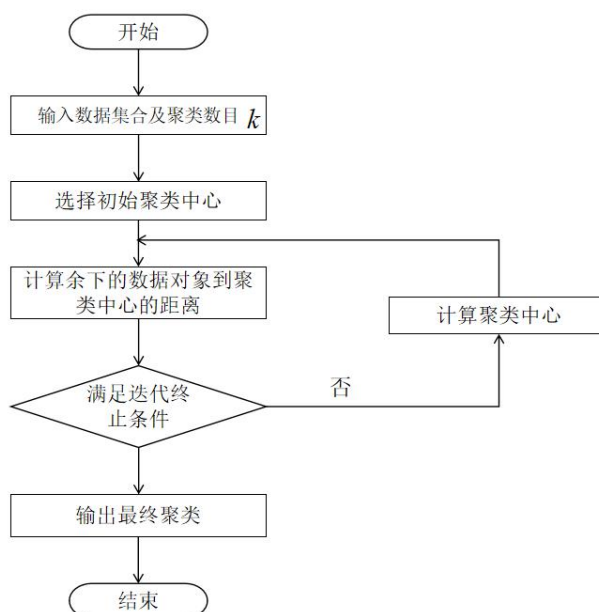 开始
输入数据集合及聚类数目 k
选择初始聚类中心
计算余下的数据对象到聚
类中心的距离
计算聚类中心
满足迭代终
止条件
否
输出最终聚类
结束